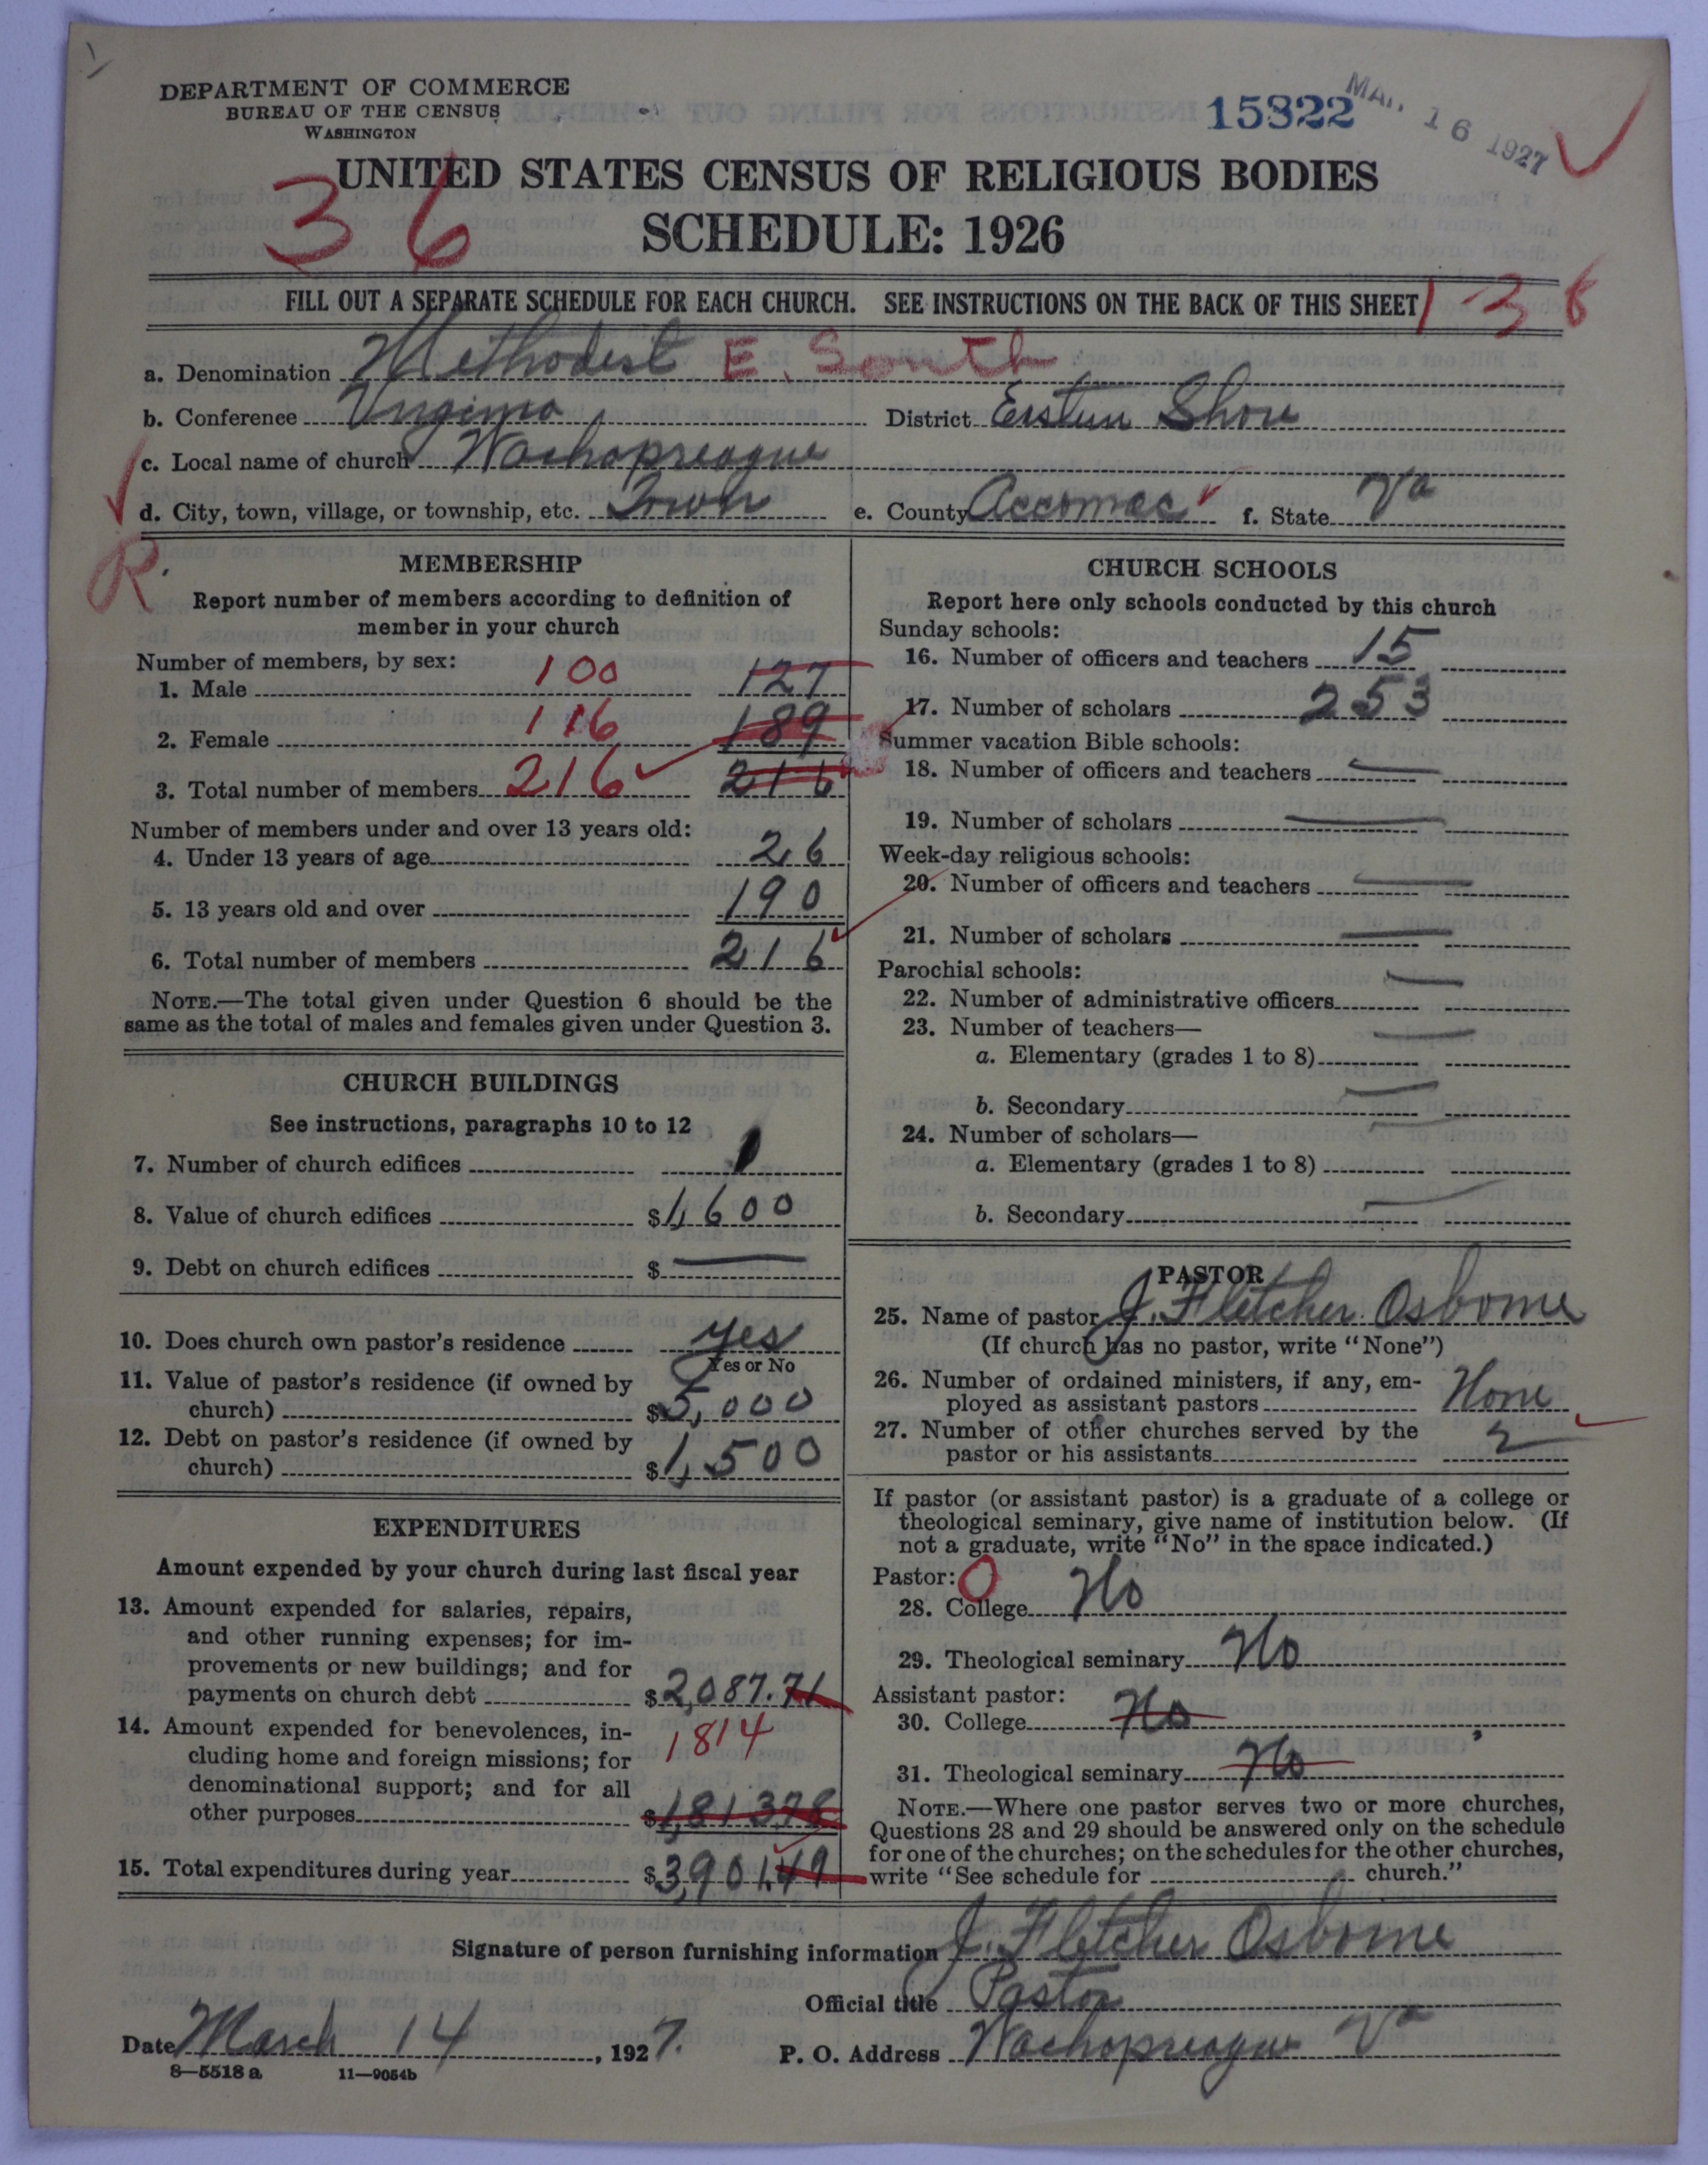 DEPARTMENT OF COMMERCE
BUREAU OF THE CENSUS
WASHINGTON
15322
MAR 16 1927
UNITED STATES CENSUS OF RELIGIOUS BODIES
36
SCHEDULE: 1926
FILL OUT A SEPARATE SCHEDULE FOR EACH CHURCH. SEE INSTRUCTIONS ON THE BACK OF THIS SHEET
136
a. Denomination Methodist E. South
b. Conference Virginia District Eastern Shore
c. Local name of church Wachapreague
d. City, town, village, or township, etc. Town e. County Accomac f. State Va
R.
MEMBERSHIP
Report number of members according to definition of
member in your church
Number of members, by sex:
1. Male 100 127
2. Female 116 189
3. Total number of members 216 216
Number of members under and over 13 years old:
4. Under 13 years of age 26
5. 13 years old and over 190
6. Total number of members 216
NOTE.—The total given under Question 6 should be the
same as the total of males and females given under Question 3.
CHURCH BUILDINGS
See instructions, paragraphs 10 to 12
7. Number of church edifices 1
8. Value of church edifices $1,600
9. Debt on church edifices $ —
10. Does church own pastor's residence yes
Yes or No
11. Value of pastor's residence (if owned by
church) $5,000
12. Debt on pastor's residence (if owned by
church) $1,500
EXPENDITURES
Amount expended by your church during last fiscal year
13. Amount expended for salaries, repairs,
and other running expenses; for im-
provements or new buildings; and for
payments on church debt $2,087.71
14. Amount expended for benevolences, in-
1814
cluding home and foreign missions; for
denominational support; and for all
other purposes $1,813.78
15. Total expenditures during year $3,901.49
CHURCH SCHOOLS
Report here only schools conducted by this church
Sunday schools:
16. Number of officers and teachers 15
17. Number of scholars 253
Summer vacation Bible schools:
18. Number of officers and teachers —
19. Number of scholars —
Week-day religious schools:
20. Number of officers and teachers —
21. Number of scholars —
Parochial schools:
22. Number of administrative officers —
23. Number of teachers—
a. Elementary (grades 1 to 8) —
b. Secondary —
24. Number of scholars—
a. Elementary (grades 1 to 8) —
b. Secondary —
PASTOR
25. Name of pastor J. Fletcher Osborne
(If church has no pastor, write "None")
26. Number of ordained ministers, if any, em-
ployed as assistant pastors None
27. Number of other churches served by the
pastor or his assistants 2
If pastor (or assistant pastor) is a graduate of a college or
theological seminary, give name of institution below. (If
not a graduate, write "No" in the space indicated.)
Pastor: O
28. College No
29. Theological seminary No
Assistant pastor:
30. College No
31. Theological seminary No
NOTE.—Where one pastor serves two or more churches,
Questions 28 and 29 should be answered only on the schedule
for one of the churches; on the schedules for the other churches,
write "See schedule for church."
Signature of person furnishing information J. Fletcher Osborne
Official title Pastor
Date March 14, 1927. P. O. Address Wachapreague Va
8—5518 a 11—9054b